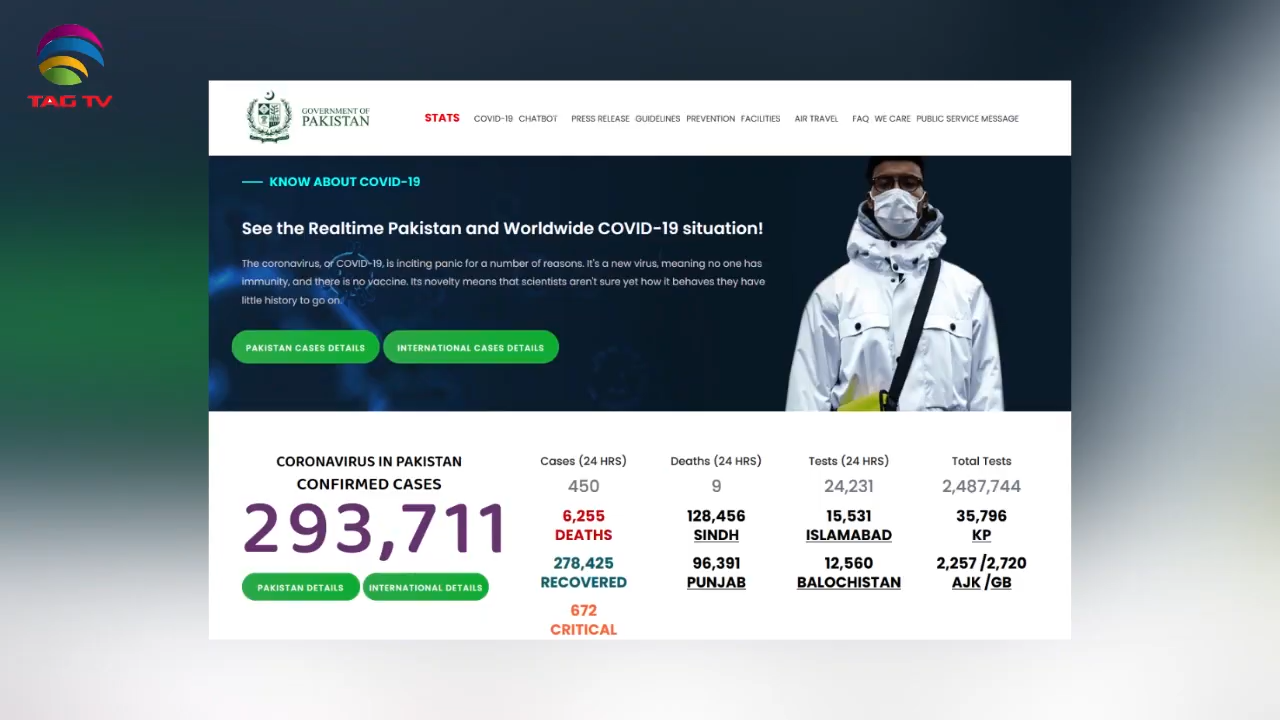 TAG TV
GOVERNMENT OF
PAKISTAN
STATS COVID-19 CHATBOT PRESS RELEASE GUIDELINES PREVENTION FACILITIES AIR TRAVEL FAQ WE CARE PUBLIC SERVICE MESSAGE
KNOW ABOUT COVID-19
See the Realtime Pakistan and Worldwide COVID-19 situation!
The coronavirus, or COVID-19, is inciting panic for a number of reasons. It's a new virus, meaning no one has
immunity, and there is no vaccine. Its novelty means that scientists aren't sure yet how it behaves they have
little history to go on.
PAKISTAN CASES DETAILS INTERNATIONAL CASES DETAILS
CORONAVIRUS IN PAKISTAN
CONFIRMED CASES
293,711
PAKISTAN DETAILS INTERNATIONAL DETAILS
Cases (24 HRS) Deaths (24 HRS) Tests (24 HRS) Total Tests
450 9 24,231 2,487,744
6,255 128,456 15,531 35,796
DEATHS SINDH ISLAMABAD KP
278,425 96,391 12,560 2,257 /2,720
RECOVERED PUNJAB BALOCHISTAN AJK /GB
672
CRITICAL